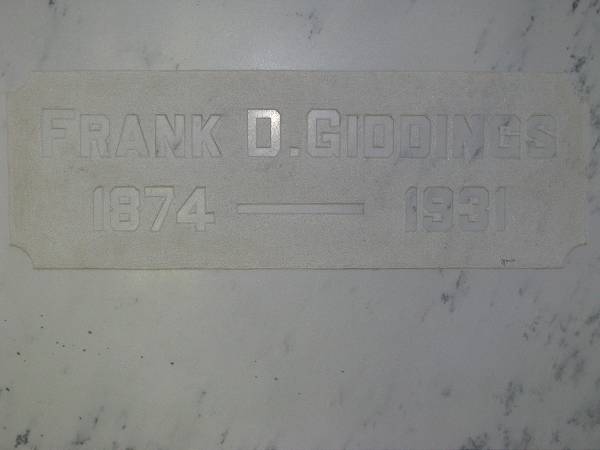 FRANK D. GIDDINGS
1874 — 1931